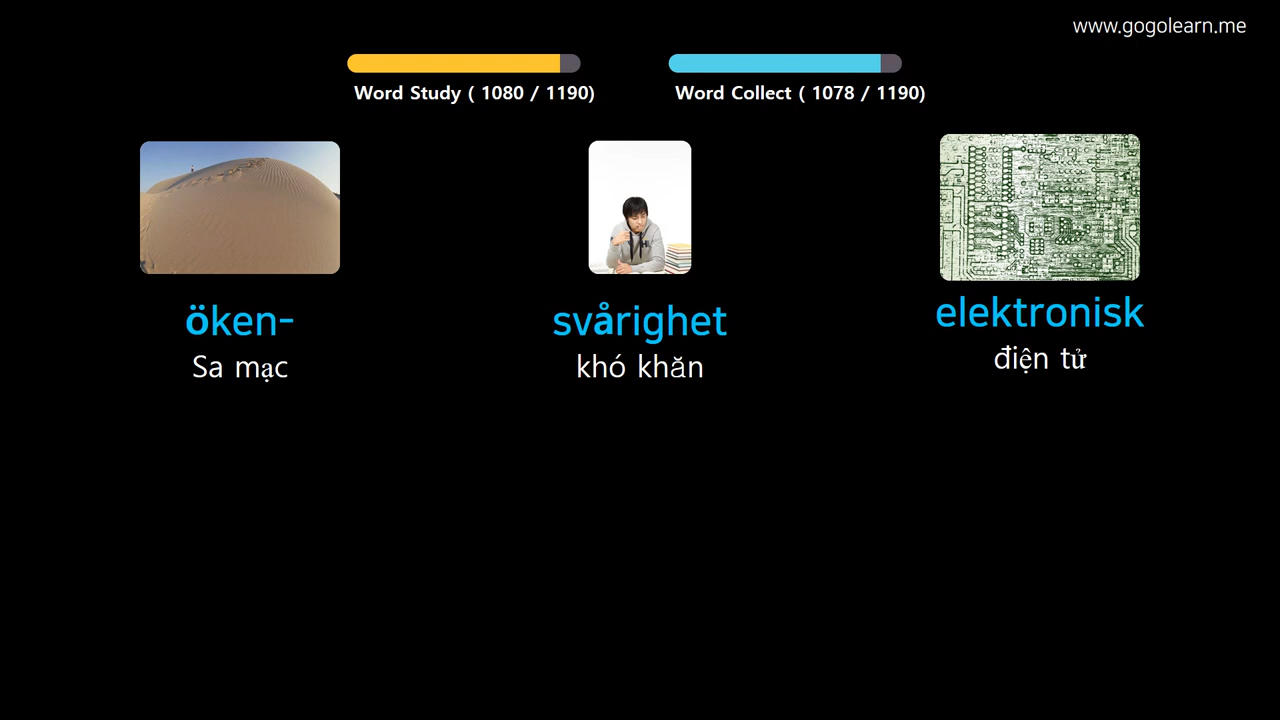 www.gogolearn.me
Word Study ( 1080 / 1190)
Word Collect ( 1078 / 1190)
öken-
Sa mạc
svårighet
khó khăn
elektronisk
điện tử